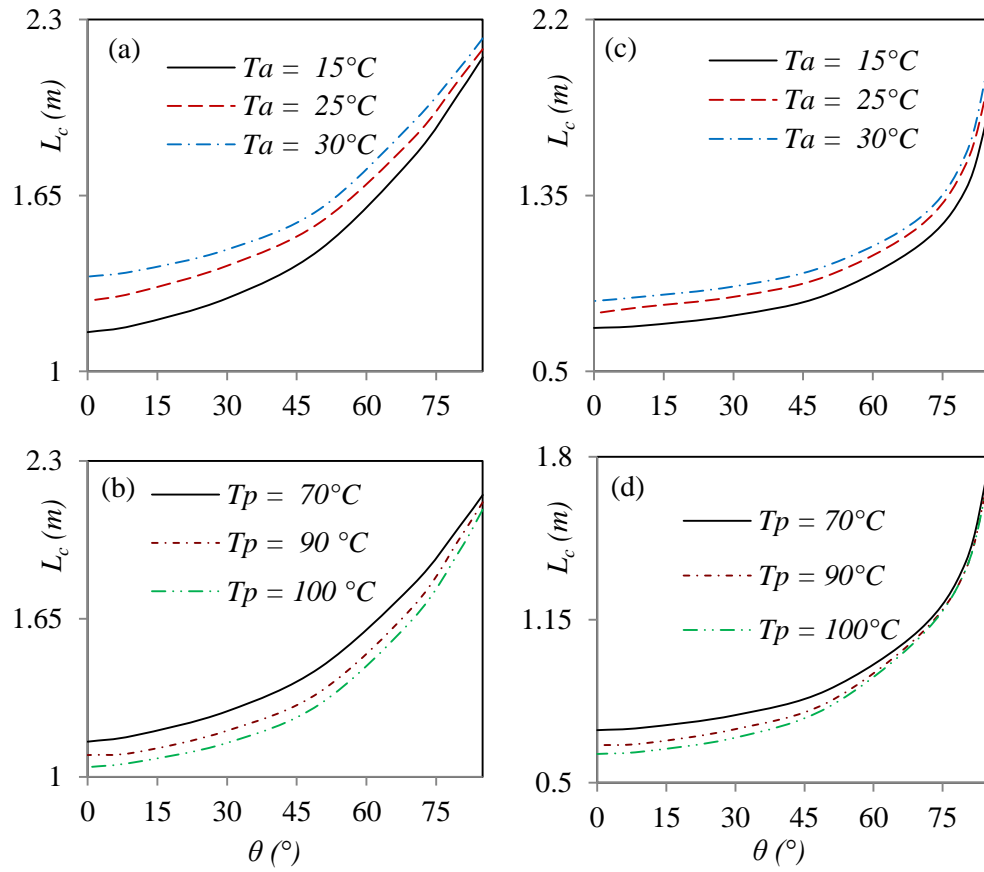 2.3
(a)
Ta = 15°C
Ta = 25°C
Ta = 30°C
L_c (m)
1.65
1
0 15 30 45 60 75
2.2
(c)
Ta = 15°C
Ta = 25°C
Ta = 30°C
L_c (m)
1.35
0.5
0 15 30 45 60 75
2.3
(b)
Tp = 70°C
Tp = 90 °C
Tp = 100 °C
L_c (m)
1.65
1
0 15 30 45 60 75
θ (°)
1.8
(d)
Tp = 70°C
Tp = 90°C
Tp = 100°C
L_c (m)
1.15
0.5
0 15 30 45 60 75
θ (°)